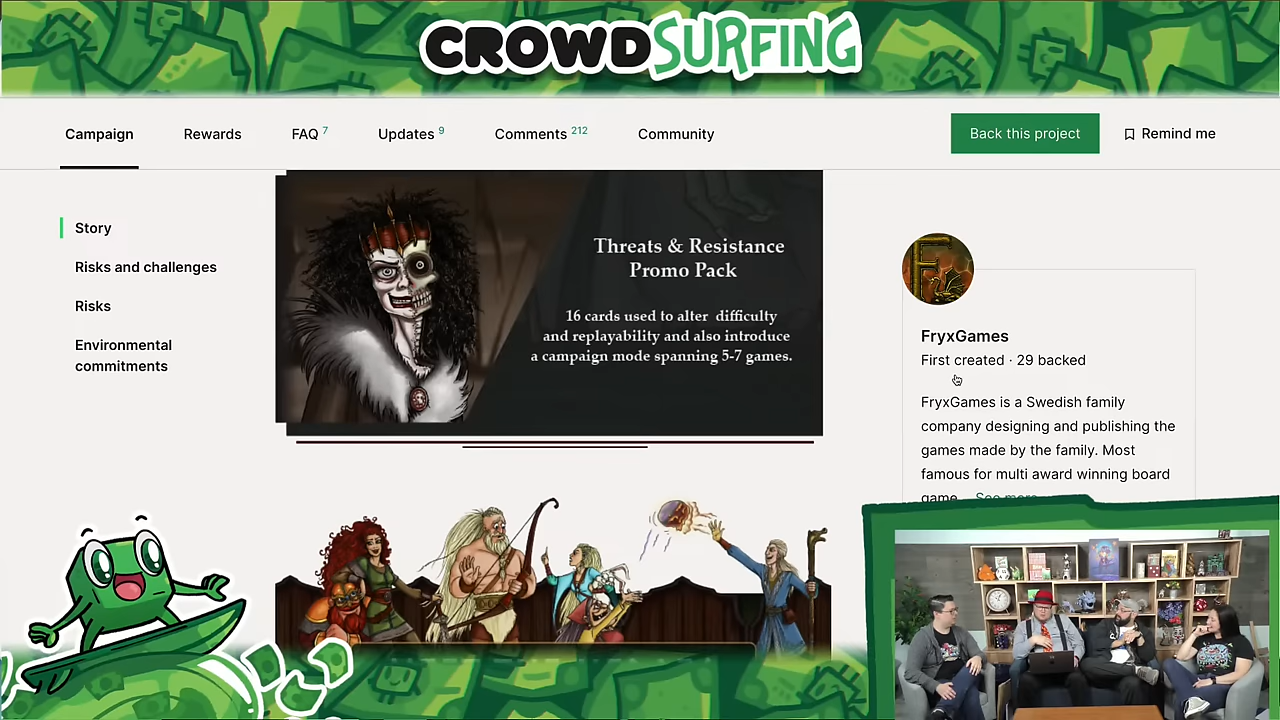 CROWDSURFING
Campaign
Rewards
FAQ 7
Updates 9
Comments 212
Community
Back this project
Remind me
Story
Risks and challenges
Risks
Environmental
commitments
Threats & Resistance
Promo Pack
16 cards used to alter difficulty
and replayability and also introduce
a campaign mode spanning 5-7 games.
FryxGames
First created · 29 backed
FryxGames is a Swedish family
company designing and publishing the
games made by the family. Most
famous for multi award winning board
game... See more